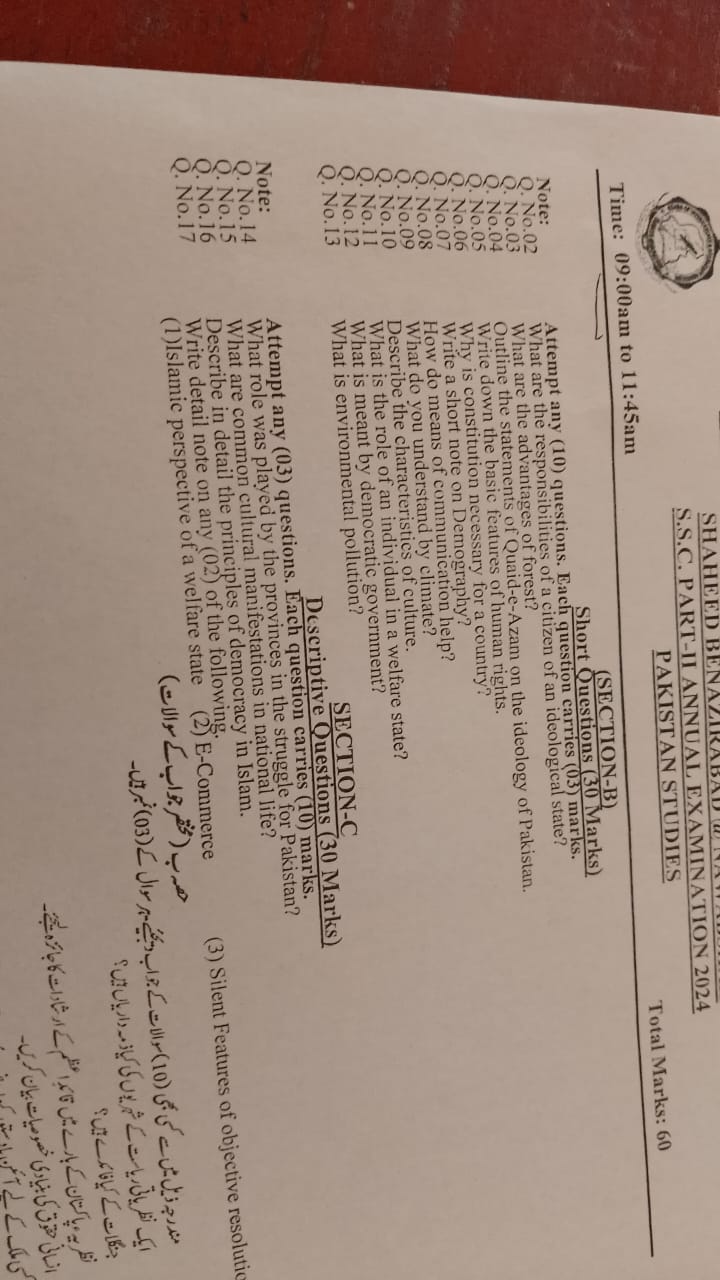 SHAHEED BENAZIRABAD @
S.S.C. PART-II ANNUAL EXAMINATION 2024
PAKISTAN STUDIES
Time: 09:00am to 11:45am Total Marks: 60
(SECTION-B)
Short Questions (30 Marks)
Note: Attempt any (10) questions. Each question carries (03) marks.
Q. No.02 What are the responsibilities of a citizen of an ideological state?
Q. No.03 What are the advantages of forest?
Q. No.04 Outline the statements of Quaid-e-Azam on the ideology of Pakistan.
Q. No.05 Write down the basic features of human rights.
Q. No.06 Why is constitution necessary for a country?
Q. No.07 Write a short note on Demography?
Q. No.08 How do means of communication help?
Q. No.09 What do you understand by climate?
Q. No.10 Describe the characteristics of culture.
Q. No.11 What is the role of an individual in a welfare state?
Q. No.12 What is meant by democratic government?
Q. No.13 What is environmental pollution?
SECTION-C
Descriptive Questions (30 Marks)
Note: Attempt any (03) questions. Each question carries (10) marks.
Q. No.14 What role was played by the provinces in the struggle for Pakistan?
Q. No.15 What are common cultural manifestations in national life?
Q. No.16 Describe in detail the principles of democracy in Islam.
Q. No.17 Write detail note on any (02) of the following.
(1)Islamic perspective of a welfare state (2) E-Commerce (3) Silent Features of objective resolutio
حصہ ب (مختصر جواب کے سوالات)
مندرجہ ذیل میں سے کسی بھی (10) سوالات کے جواب دیجیئے۔ ہر سوال کے (03) نمبر ہیں۔
ایک نظریاتی ریاست کے شہریوں کی کیا ذمہ داریاں ہیں؟
جنگلات کے کیا فائدے ہیں؟
نظریہء پاکستان کے بارے میں قائداعظم کے ارشادات کا جائزہ لیجیئے۔
انسانی حقوق کی بنیادی خصوصیات بیان کریں۔
کسی ملک کے لیے آئین یا دستور کیوں